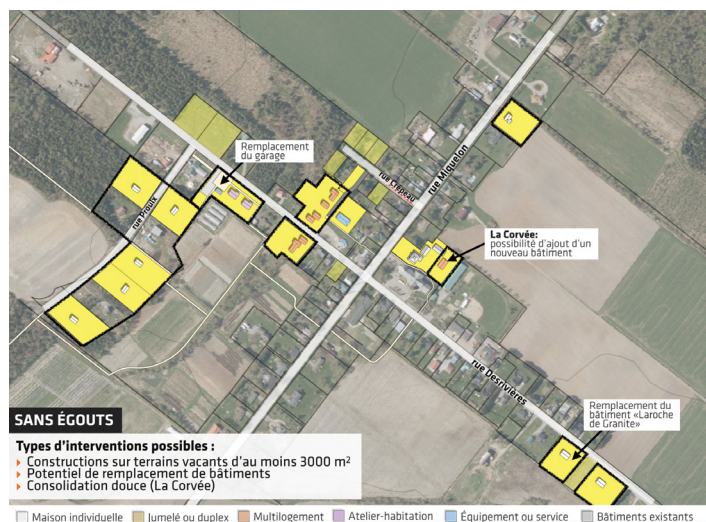 Remplacement
du garage
rue Crépeau
rue Miquelon
rue Proulx
La Corvée:
possibilité d'ajout d'un
nouveau bâtiment
rue Desrivières
Remplacement du
bâtiment «Laroche
de Granite»
SANS ÉGOUTS
Types d'interventions possibles :
Constructions sur terrains vacants d'au moins 3000 m²
Potentiel de remplacement de bâtiments
Consolidation douce (La Corvée)
Maison individuelle Jumelé ou duplex Multilogement Atelier-habitation Équipement ou service Bâtiments existants